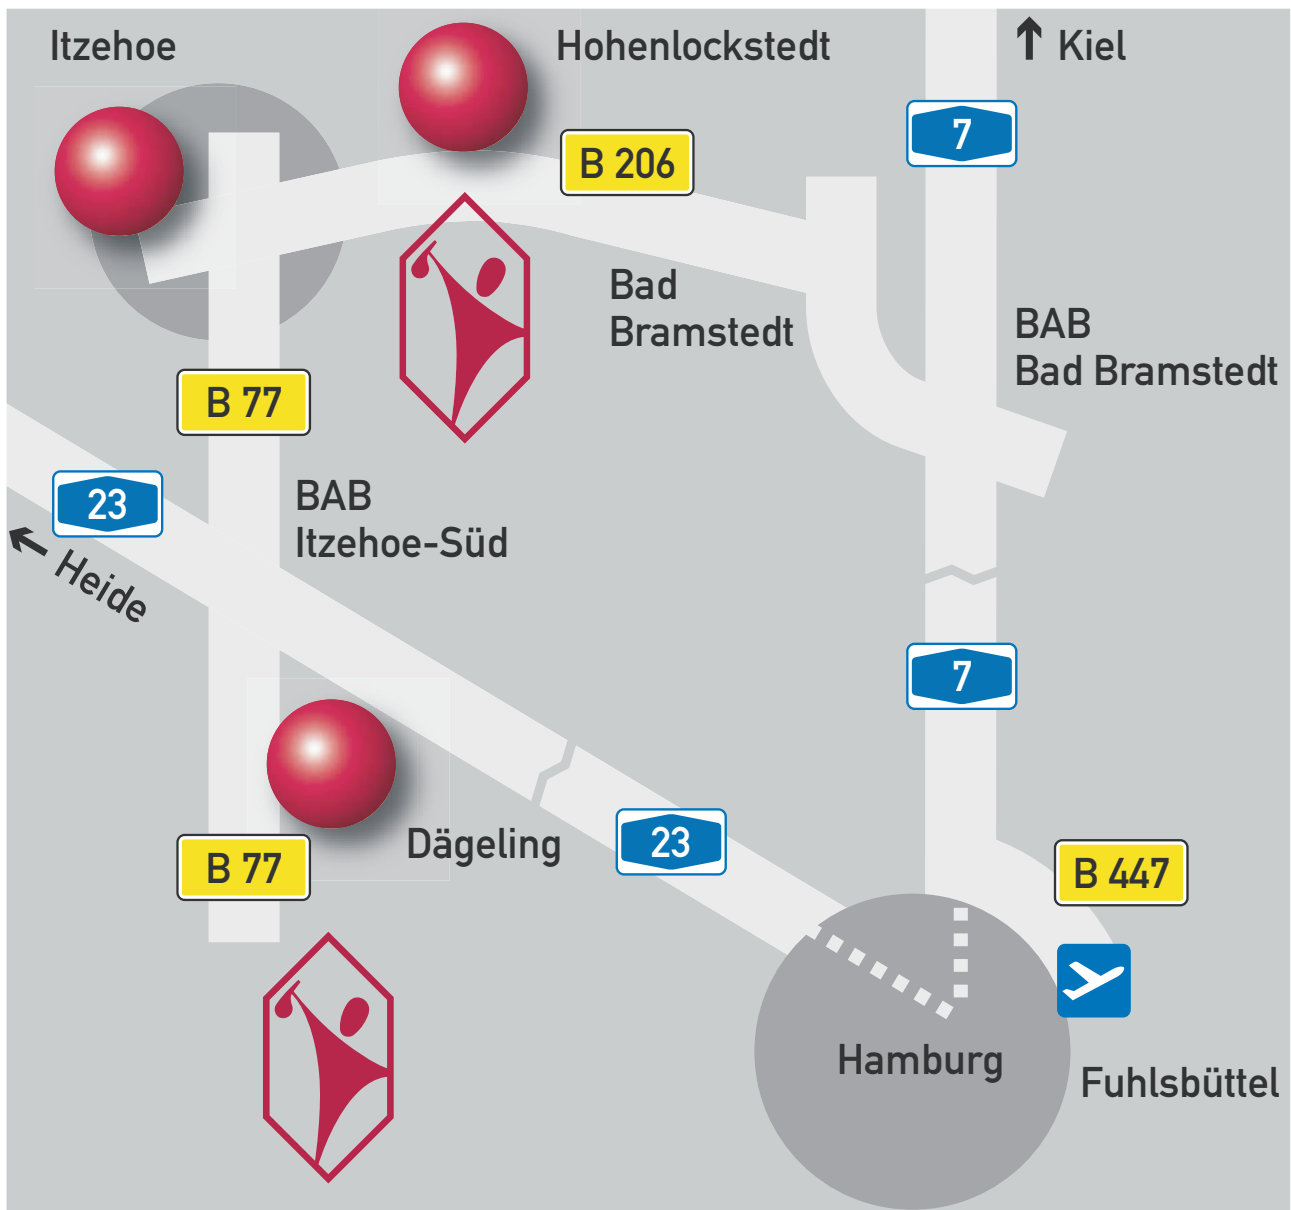 Itzehoe
Hohenlockstedt
Kiel
7
B 206
Bad
Bramstedt
BAB
Bad Bramstedt
B 77
23
BAB
Itzehoe-Süd
Heide
7
Dägeling
23
B 77
B 447
Hamburg
Fuhlsbüttel